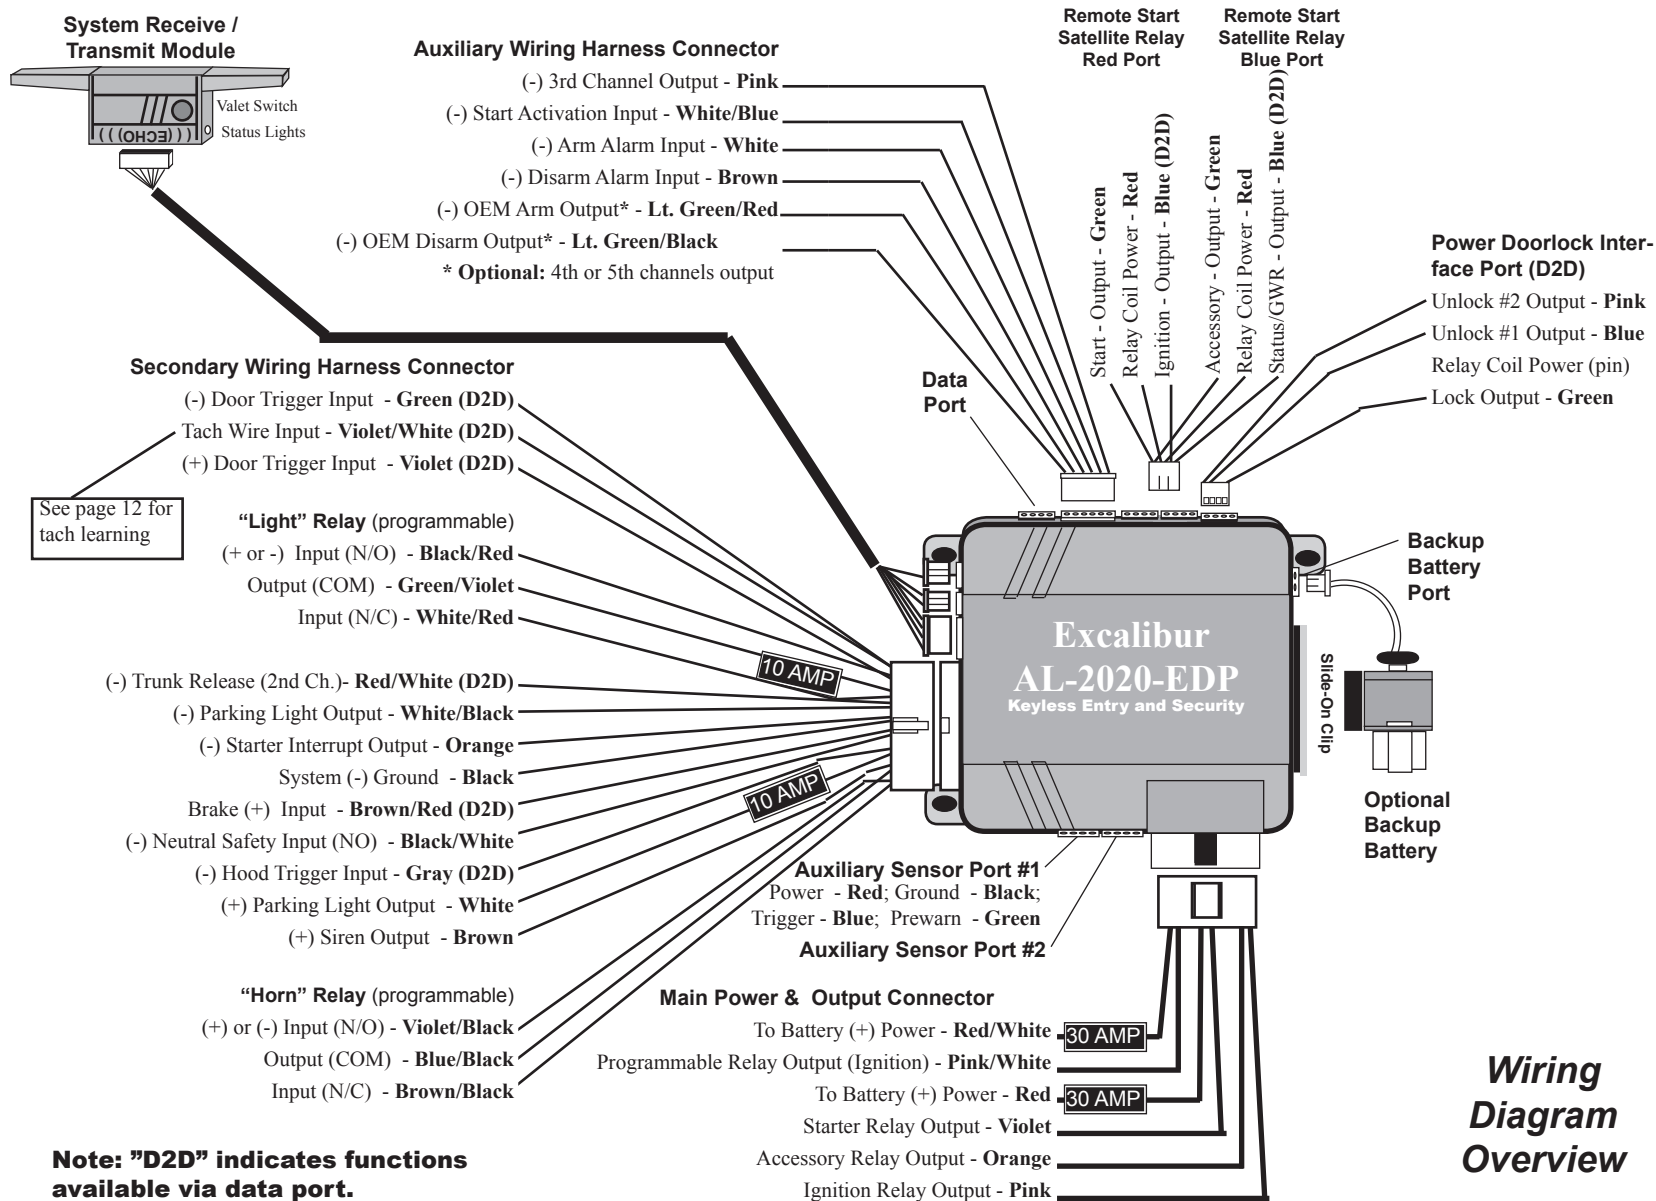 System Receive /
Transmit Module
Valet Switch
Status Lights
(((ECHO)))
Auxiliary Wiring Harness Connector
(-) 3rd Channel Output - Pink
(-) Start Activation Input - White/Blue
(-) Arm Alarm Input - White
(-) Disarm Alarm Input - Brown
(-) OEM Arm Output* - Lt. Green/Red
(-) OEM Disarm Output* - Lt. Green/Black
* Optional: 4th or 5th channels output
Remote Start
Satellite Relay
Red Port
Start - Output - Green
Relay Coil Power - Red
Ignition - Output - Blue (D2D)
Remote Start
Satellite Relay
Blue Port
Accessory - Output - Green
Relay Coil Power - Red
Status/GWR - Output - Blue (D2D)
Power Doorlock Inter-
face Port (D2D)
Unlock #2 Output - Pink
Unlock #1 Output - Blue
Relay Coil Power (pin)
Lock Output - Green
Data
Port
Secondary Wiring Harness Connector
(-) Door Trigger Input - Green (D2D)
Tach Wire Input - Violet/White (D2D)
(+) Door Trigger Input - Violet (D2D)
See page 12 for
tach learning
“Light” Relay (programmable)
(+ or -) Input (N/O) - Black/Red
Output (COM) - Green/Violet
Input (N/C) - White/Red
10 AMP
(-) Trunk Release (2nd Ch.)- Red/White (D2D)
(-) Parking Light Output - White/Black
(-) Starter Interrupt Output - Orange
System (-) Ground - Black
Brake (+) Input - Brown/Red (D2D)
(-) Neutral Safety Input (NO) - Black/White
(-) Hood Trigger Input - Gray (D2D)
(+) Parking Light Output - White
(+) Siren Output - Brown
10 AMP
“Horn” Relay (programmable)
(+) or (-) Input (N/O) - Violet/Black
Output (COM) - Blue/Black
Input (N/C) - Brown/Black
Excalibur
AL-2020-EDP
Keyless Entry and Security
Backup
Battery
Port
Slide-On Clip
Optional
Backup
Battery
Auxiliary Sensor Port #1
Power - Red; Ground - Black;
Trigger - Blue; Prewarn - Green
Auxiliary Sensor Port #2
Main Power & Output Connector
To Battery (+) Power - Red/White
30 AMP
Programmable Relay Output (Ignition) - Pink/White
To Battery (+) Power - Red
30 AMP
Starter Relay Output - Violet
Accessory Relay Output - Orange
Ignition Relay Output - Pink
Note: ”D2D” indicates functions
available via data port.
Wiring
Diagram
Overview